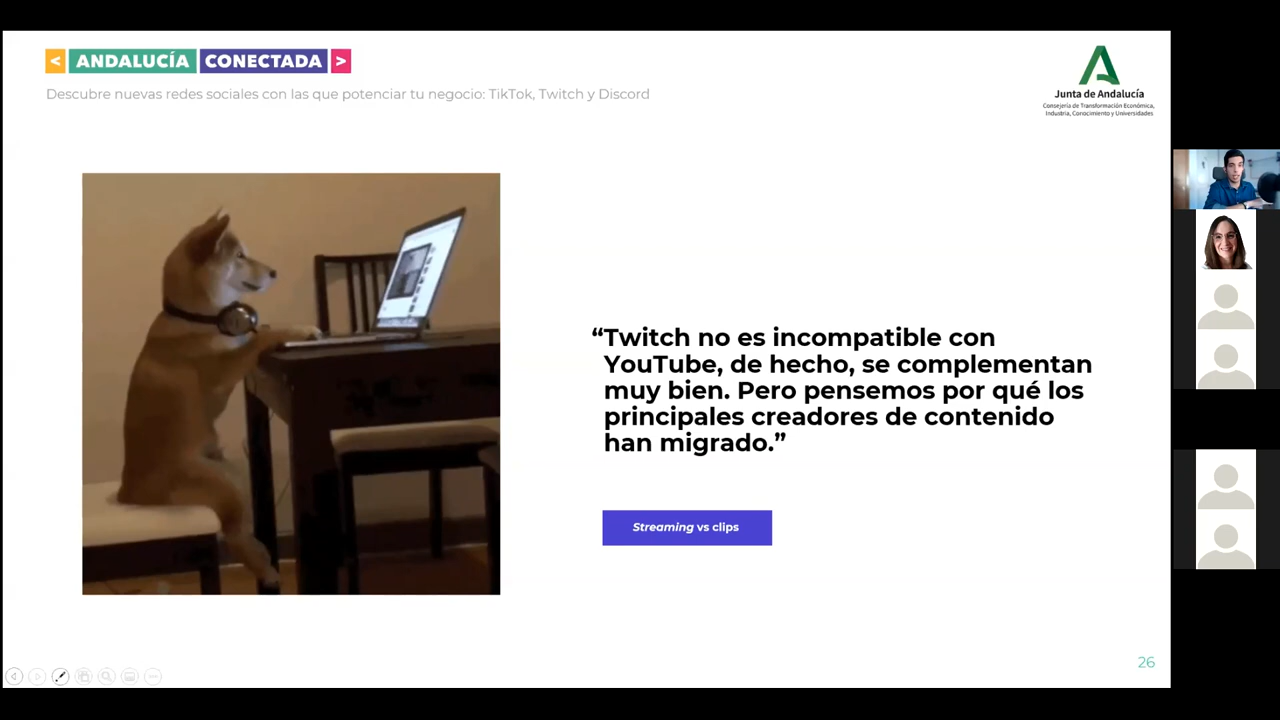 < ANDALUCÍA CONECTADA >
Descubre nuevas redes sociales con las que potenciar tu negocio: TikTok, Twitch y Discord
Junta de Andalucía
Consejería de Transformación Económica,
Industria, Conocimiento y Universidades
“Twitch no es incompatible con
YouTube, de hecho, se complementan
muy bien. Pero pensemos por qué los
principales creadores de contenido
han migrado.”
Streaming vs clips
26